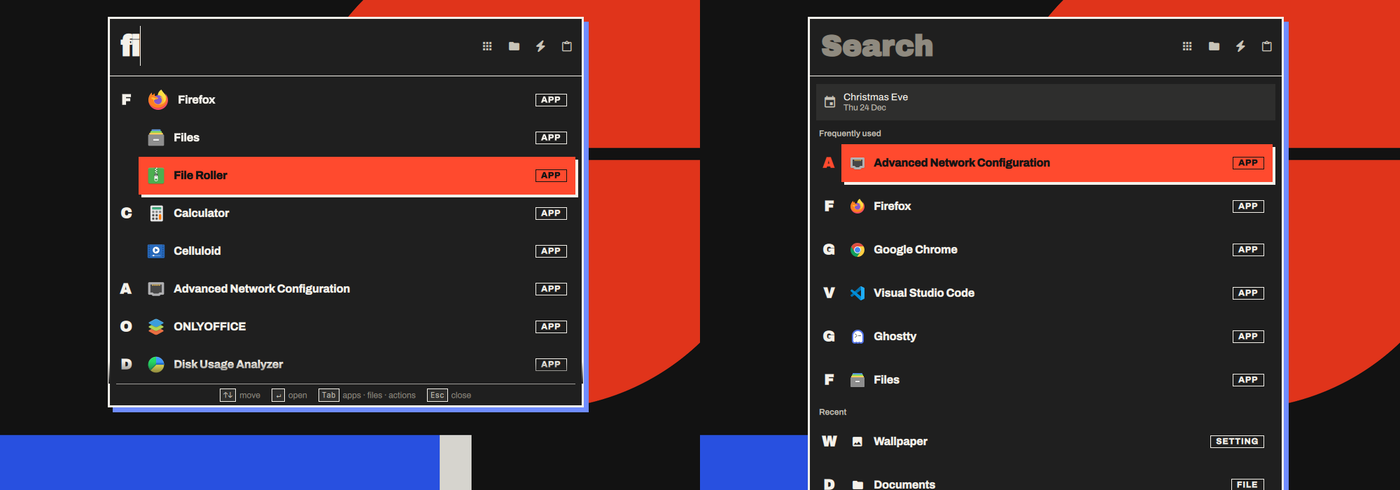 fi
F Firefox APP
Files APP
File Roller APP
C Calculator APP
Celluloid APP
A Advanced Network Configuration APP
O ONLYOFFICE APP
D Disk Usage Analyzer APP
↑↓ move ↵ open Tab apps · files · actions Esc close
Search
Christmas Eve
Thu 24 Dec
Frequently used
A Advanced Network Configuration APP
F Firefox APP
G Google Chrome APP
V Visual Studio Code APP
G Ghostty APP
F Files APP
Recent
W Wallpaper SETTING
D Documents FILE